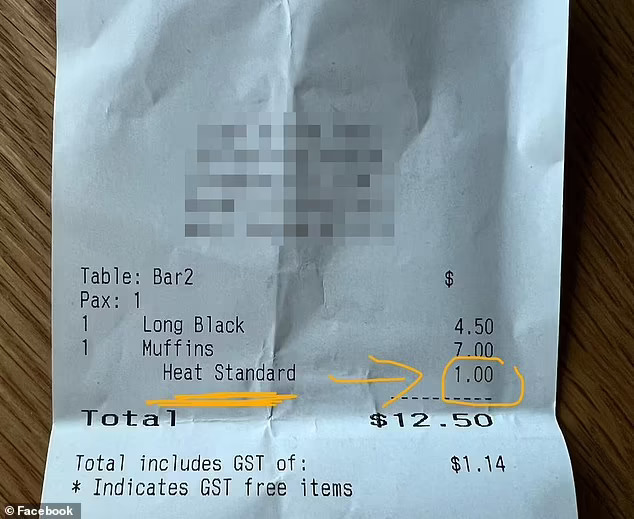 Table: Bar2 $
Pax: 1
1 Long Black 4.50
1 Muffins 7.00
Heat Standard 1.00
----------
Total $12.50
Total includes GST of: $1.14
* Indicates GST free items
© Facebook